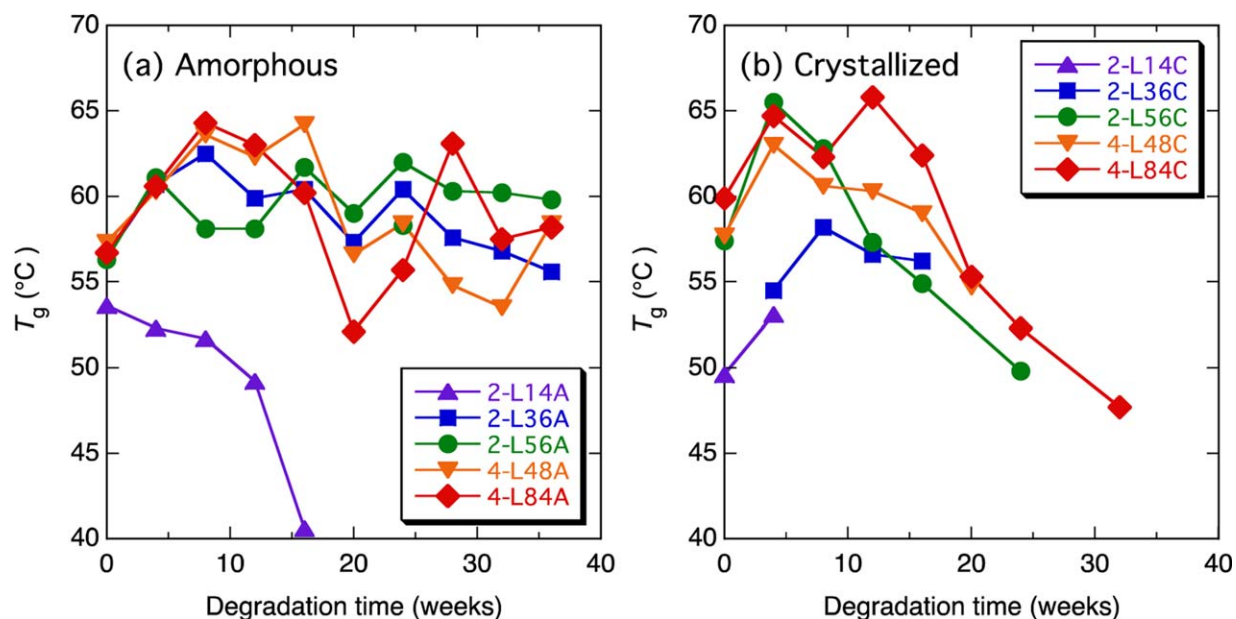 (a) Amorphous
70
65
60
55
50
45
40
Tg (°C)
2-L14A
2-L36A
2-L56A
4-L48A
4-L84A
0
10
20
30
40
Degradation time (weeks)
(b) Crystallized
70
65
60
55
50
45
40
Tg (°C)
2-L14C
2-L36C
2-L56C
4-L48C
4-L84C
0
10
20
30
40
Degradation time (weeks)